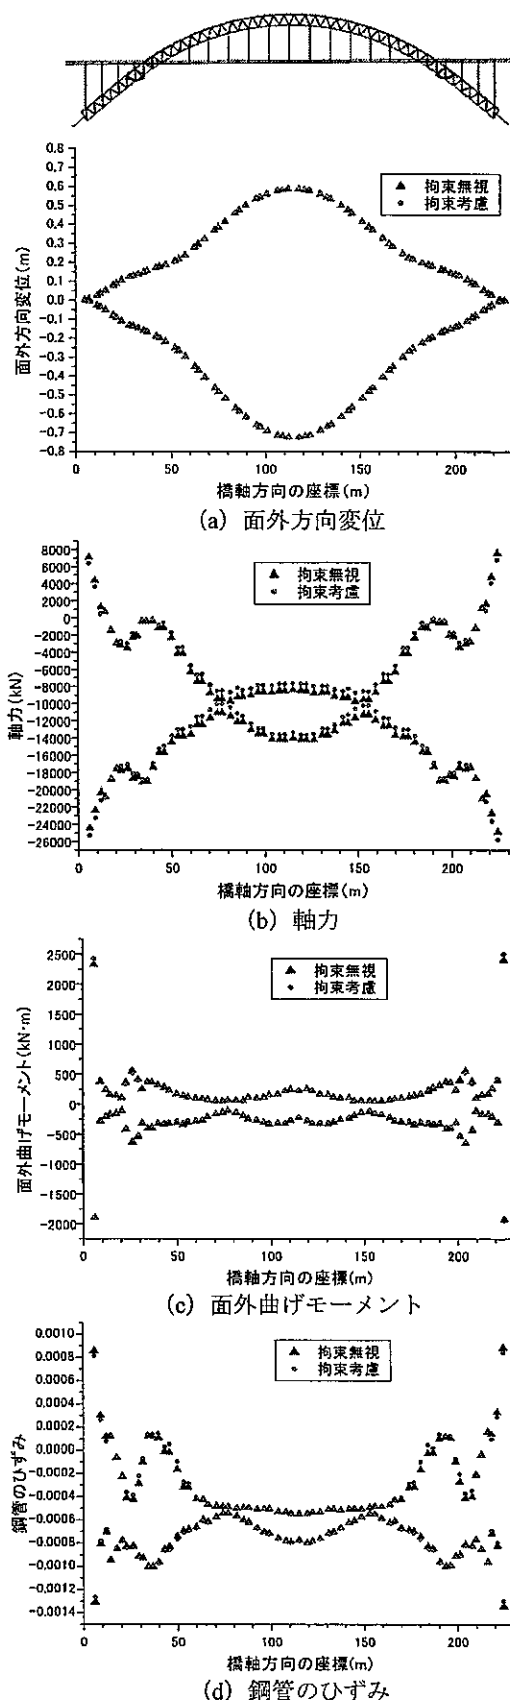 0.8
0.7
0.6
0.5
0.4
0.3
0.2
0.1
0.0
-0.1
-0.2
-0.3
-0.4
-0.5
-0.6
-0.7
-0.8
面外方向変位(m)
▲ 拘束無視
● 拘束考慮
0 50 100 150 200
橋軸方向の座標(m)
(a) 面外方向変位
8000
6000
4000
2000
0
-2000
-4000
-6000
-8000
-10000
-12000
-14000
-16000
-18000
-20000
-22000
-24000
-26000
軸力(kN)
▲ 拘束無視
● 拘束考慮
0 50 100 150 200
橋軸方向の座標(m)
(b) 軸力
2500
2000
1500
1000
500
0
-500
-1000
-1500
-2000
面外曲げモーメント(kN·m)
▲ 拘束無視
● 拘束考慮
0 50 100 150 200
橋軸方向の座標(m)
(c) 面外曲げモーメント
0.0010
0.0008
0.0006
0.0004
0.0002
0.0000
-0.0002
-0.0004
-0.0006
-0.0008
-0.0010
-0.0012
-0.0014
鋼管のひずみ
▲ 拘束無視
● 拘束考慮
0 50 100 150 200
橋軸方向の座標(m)
(d) 鋼管のひずみ